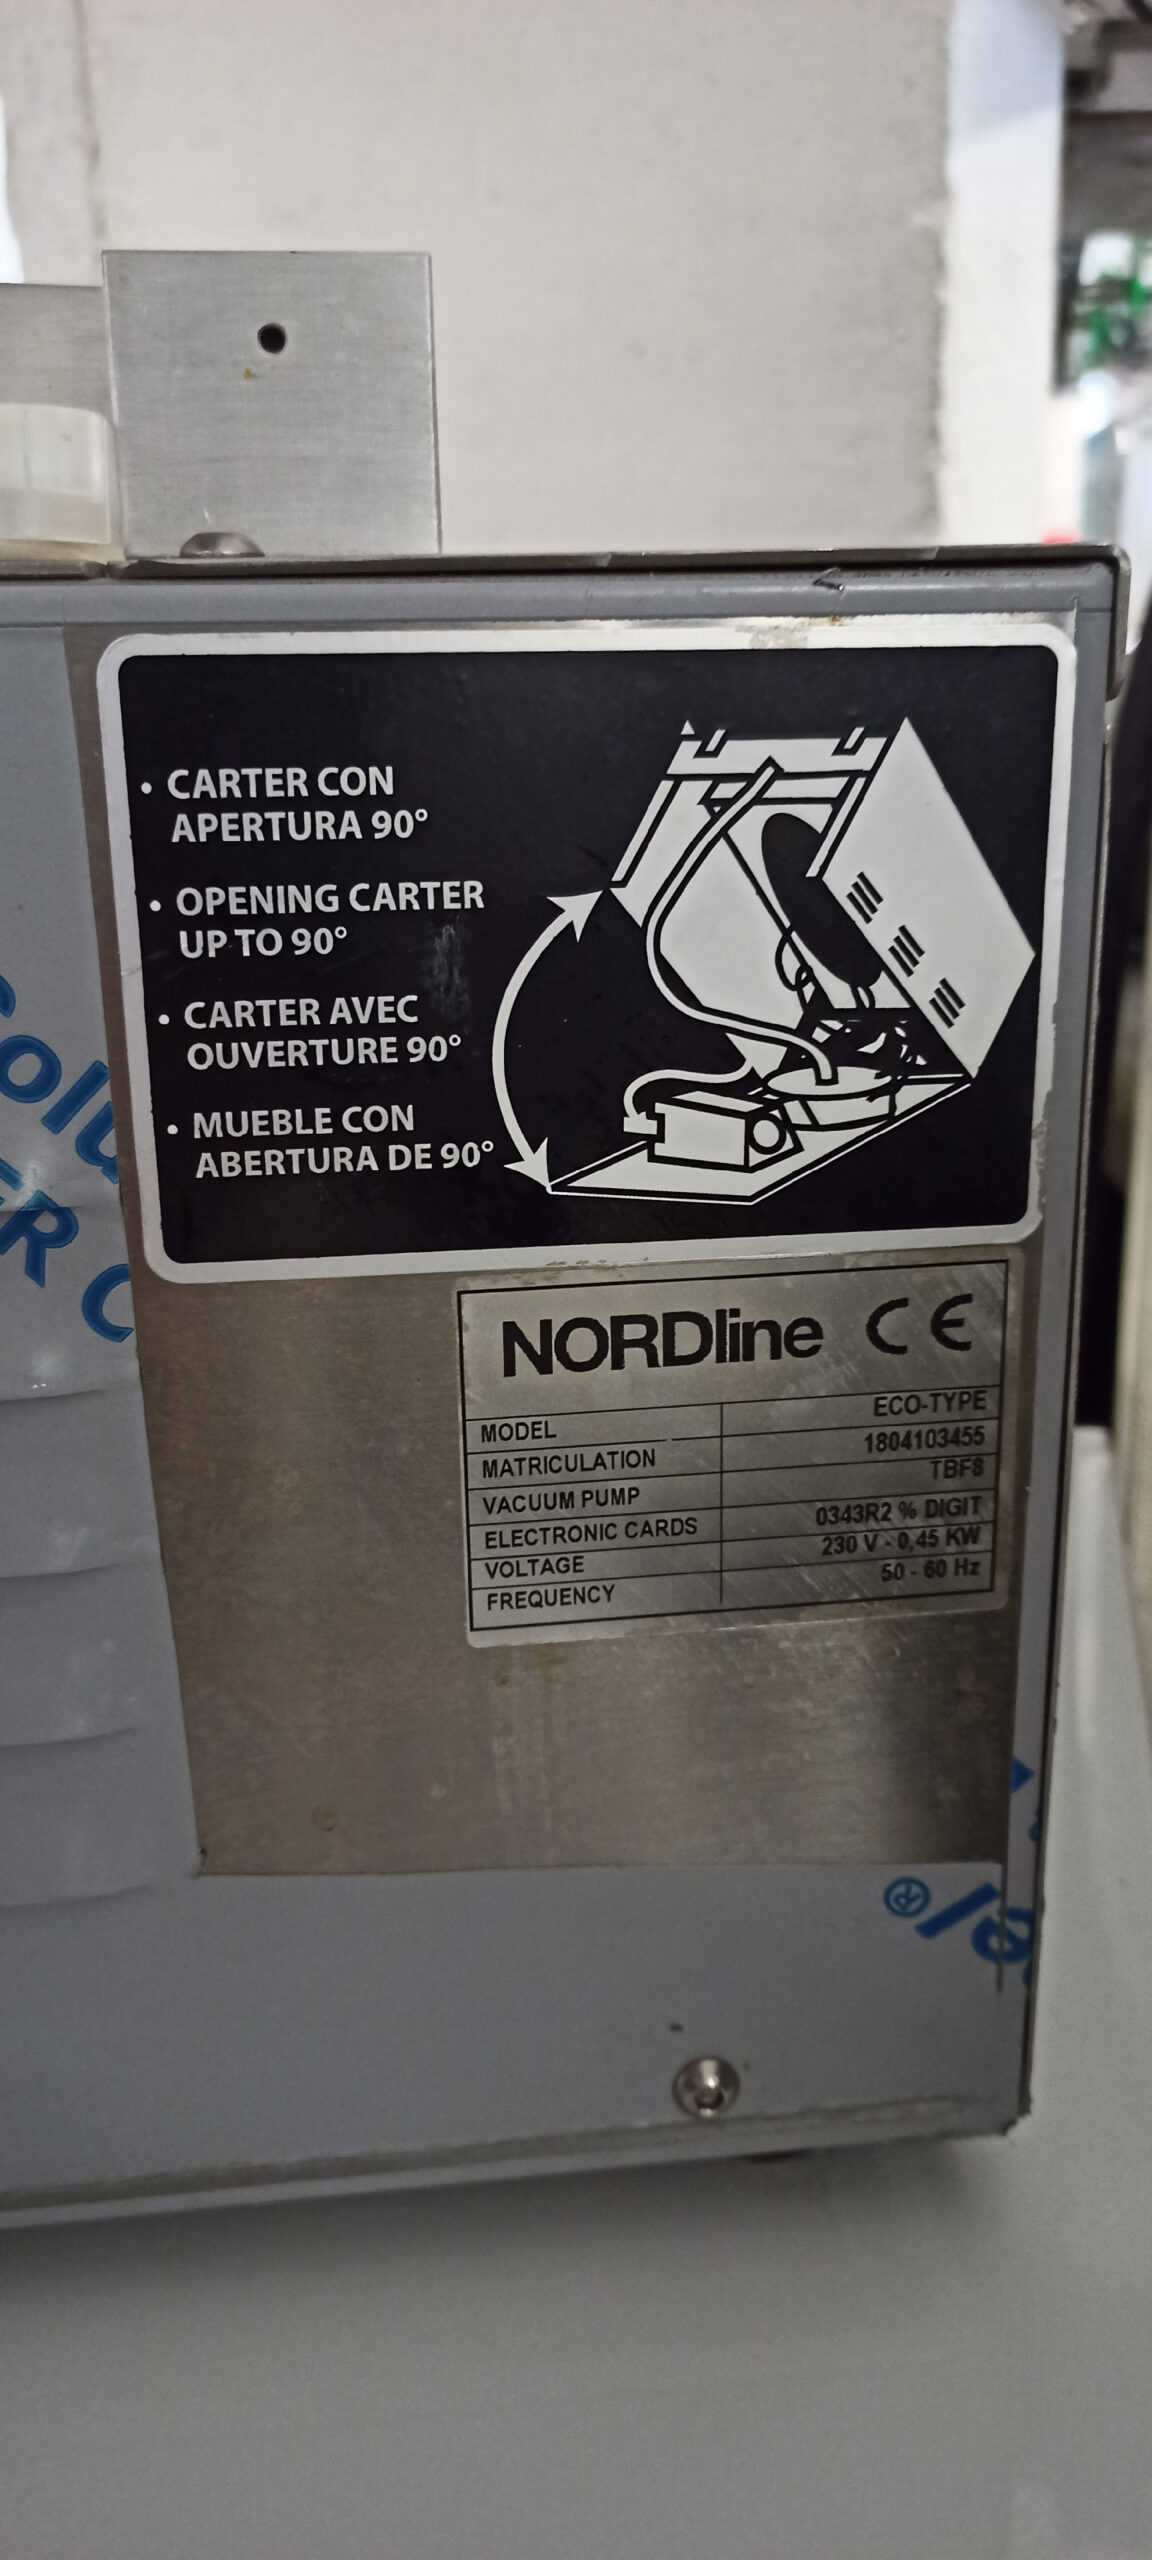 • CARTER CON
APERTURA 90°
• OPENING CARTER
UP TO 90°
• CARTER AVEC
OUVERTURE 90°
• MUEBLE CON
ABERTURA DE 90°
NORDline CE
MODEL ECO-TYPE
MATRICULATION 1804103455
VACUUM PUMP TBF8
ELECTRONIC CARDS 0343R2 % DIGIT
VOLTAGE 230 V - 0,45 KW
FREQUENCY 50 - 60 Hz